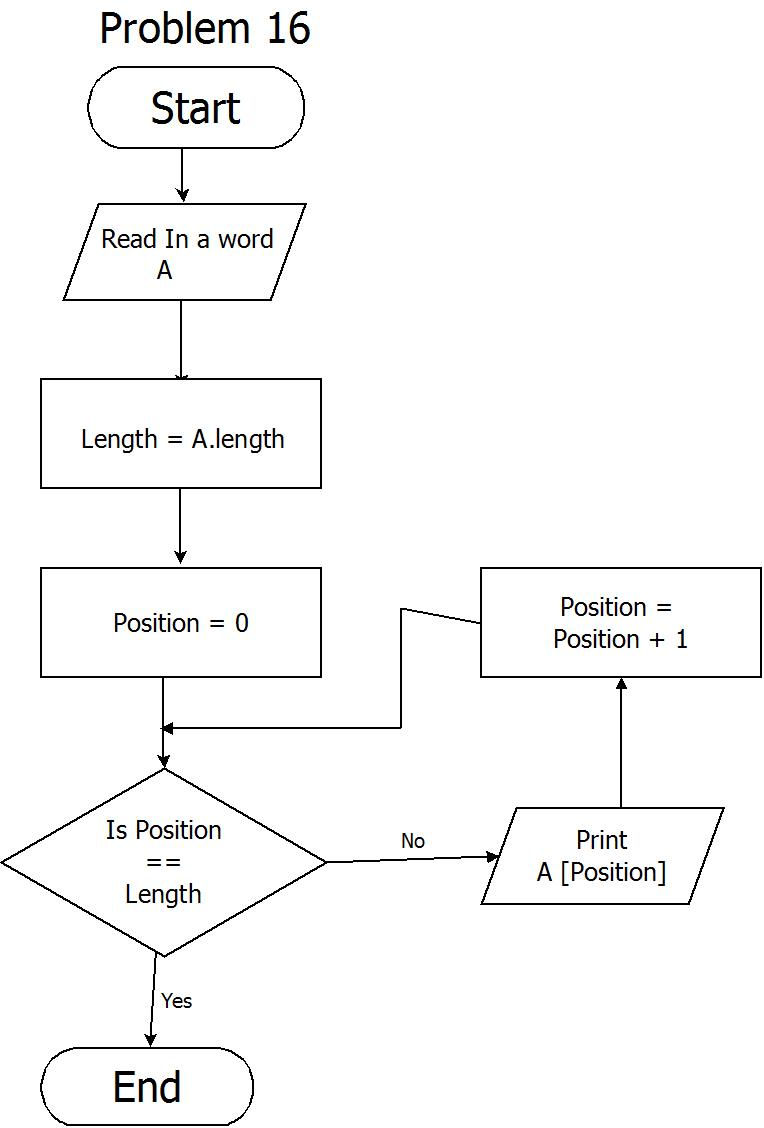 Problem 16
Start
Read In a word
A
Length = A.length
Position = 0
Position =
Position + 1
Is Position
==
Length
No
Print
A [Position]
Yes
End